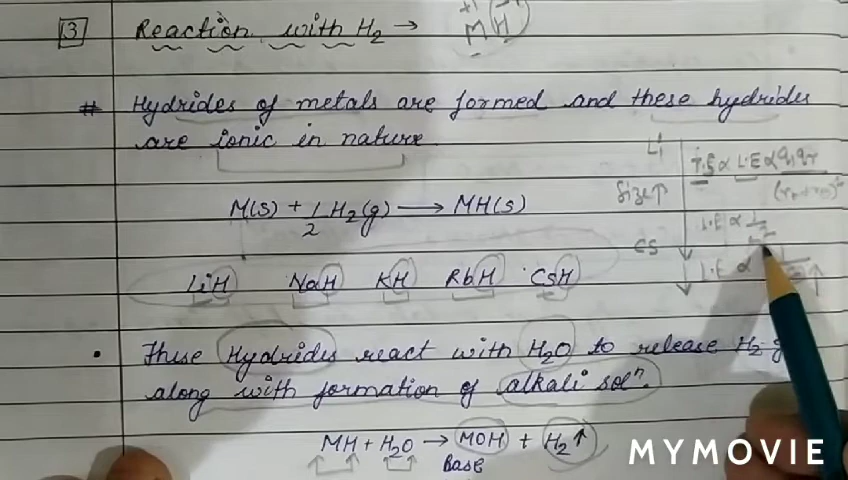 3 Reaction with H₂ → M H
# Hydrides of metals are formed and these hydrides
are ionic in nature
Li
T.S ∝ L.E ∝ q₁q₂
Size↑
M(s) + 1/2 H₂(g) → MH(s)
L.E ∝
CS
L.E ∝
LiH NaH KH RbH CsH
• These Hydrides react with H₂O to release H₂
along with formation of alkali solⁿ.
MH + H₂O → MOH + H₂↑
Base
MYMOVIE